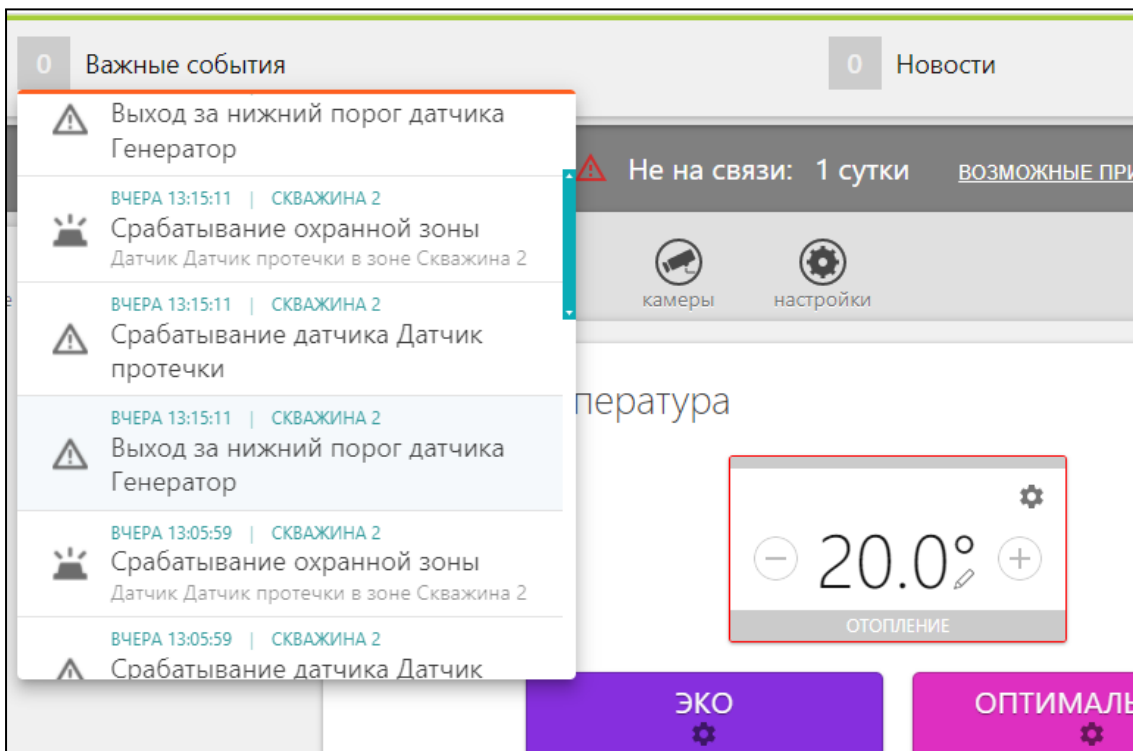 0 Важные события
0 Новости
Выход за нижний порог датчика
Генератор
ВЧЕРА 13:15:11 | СКВАЖИНА 2
Срабатывание охранной зоны
Датчик Датчик протечки в зоне Скважина 2
ВЧЕРА 13:15:11 | СКВАЖИНА 2
Срабатывание датчика Датчик
протечки
ВЧЕРА 13:15:11 | СКВАЖИНА 2
Выход за нижний порог датчика
Генератор
ВЧЕРА 13:05:59 | СКВАЖИНА 2
Срабатывание охранной зоны
Датчик Датчик протечки в зоне Скважина 2
ВЧЕРА 13:05:59 | СКВАЖИНА 2
Срабатывание датчика Датчик
Не на связи: 1 сутки ВОЗМОЖНЫЕ ПРИ
камеры настройки
пература
20.0°
ОТОПЛЕНИЕ
ЭКО
ОПТИМАЛЬ